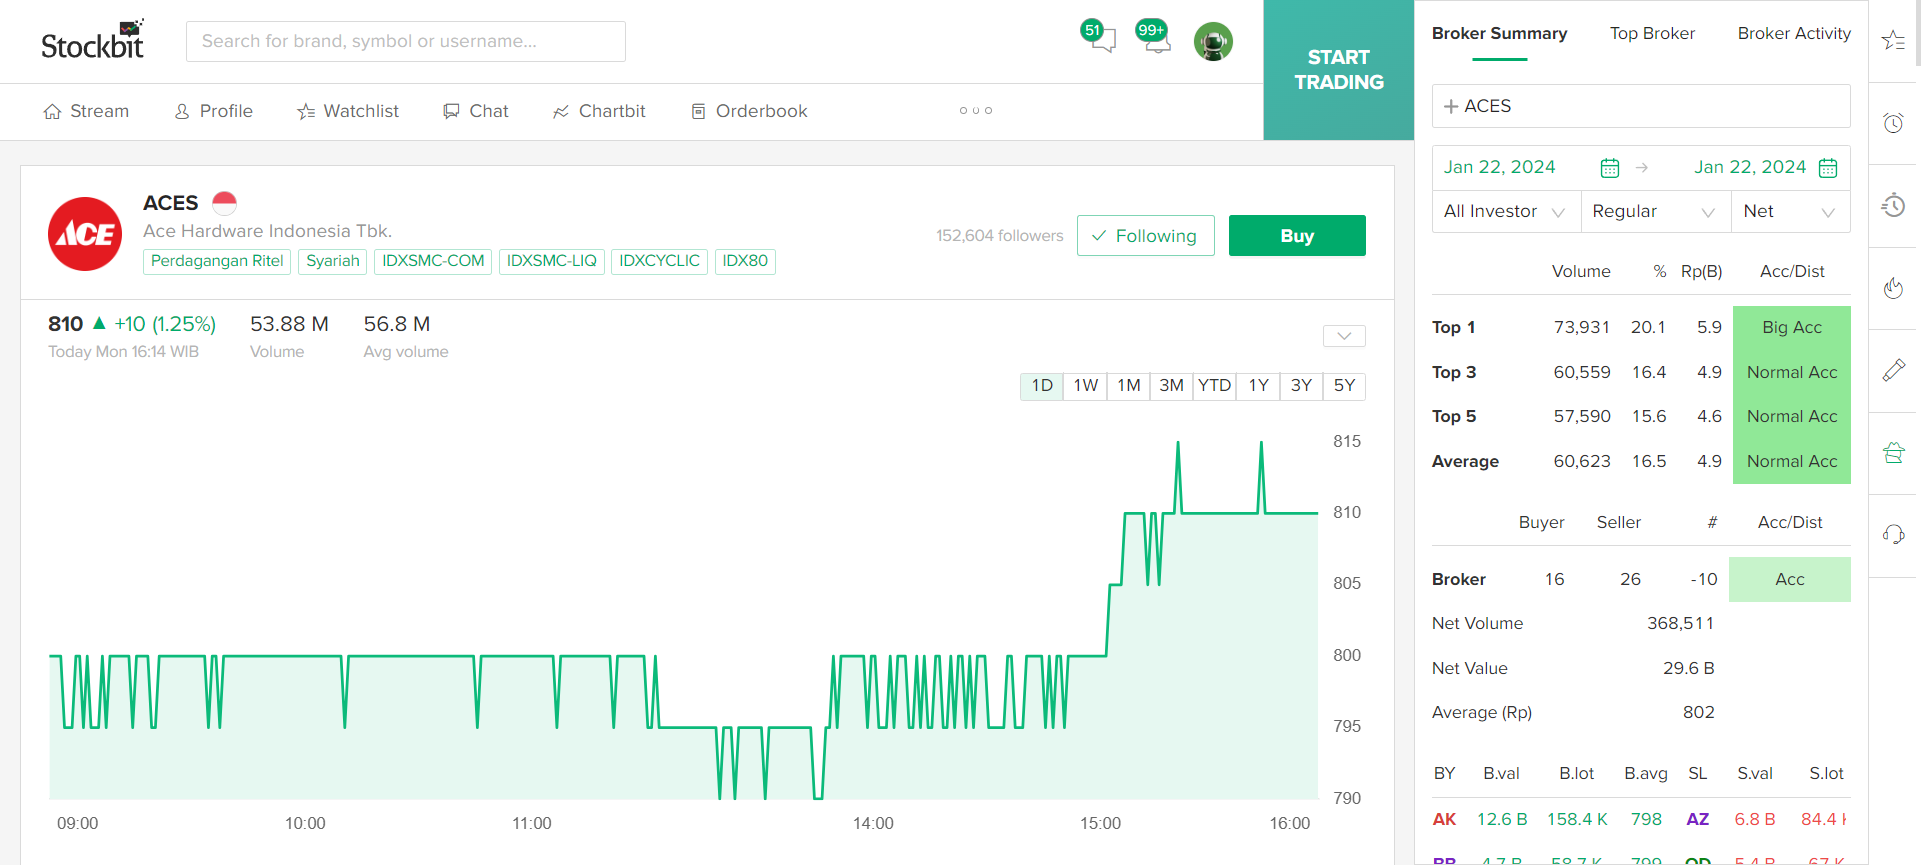 Stockbit
Search for brand, symbol or username...
51
99+
START
TRADING
Stream Profile Watchlist Chat Chartbit Orderbook
ACE
ACES
Ace Hardware Indonesia Tbk.
Perdagangan Ritel Syariah IDXSMC-COM IDXSMC-LIQ IDXCYCLIC IDX80
152,604 followers
Following
Buy
810 ▲ +10 (1.25%) 53.88 M 56.8 M
Today Mon 16:14 WIB Volume Avg volume
1D 1W 1M 3M YTD 1Y 3Y 5Y
815
810
805
800
795
790
09:00 10:00 11:00 14:00 15:00 16:00
Broker Summary Top Broker Broker Activity
+ ACES
Jan 22, 2024 → Jan 22, 2024
All Investor Regular Net
Volume % Rp(B) Acc/Dist
Top 1 73,931 20.1 5.9 Big Acc
Top 3 60,559 16.4 4.9 Normal Acc
Top 5 57,590 15.6 4.6 Normal Acc
Average 60,623 16.5 4.9 Normal Acc
Buyer Seller # Acc/Dist
Broker 16 26 -10 Acc
Net Volume 368,511
Net Value 29.6 B
Average (Rp) 802
BY B.val B.lot B.avg SL S.val S.lot
AK 12.6 B 158.4 K 798 AZ 6.8 B 84.4